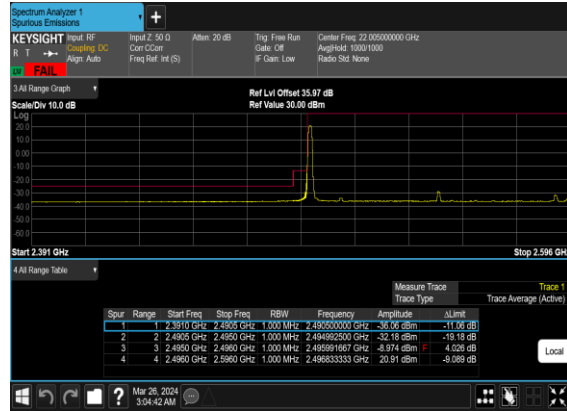 Spectrum Analyzer 1
Spurious Emissions
KEYSIGHT Input: RF Input Z: 50 Ω Atten: 20 dB Trig: Free Run Center Freq: 22.005000000 GHz
R T Coupling: DC Corr CCorr Gate: Off Avg|Hold: 1000/1000
Align: Auto Freq Ref: Int (S) IF Gain: Low Radio Std: None
LW FAIL
3 All Range Graph Ref Lvl Offset 35.97 dB
Scale/Div 10.0 dB Ref Value 30.00 dBm
Log
20.0
10.0
0.00
-10.0
-20.0
-30.0
-40.0
-50.0
-60.0
Start 2.391 GHz Stop 2.596 GH
4 All Range Table
Measure Trace Trace 1
Trace Type Trace Average (Active)
Spur Range Start Freq Stop Freq RBW Frequency Amplitude ΔLimit
1 1 2.3910 GHz 2.4905 GHz 1.000 MHz 2.490500000 GHz -36.06 dBm -11.06 dB
2 2 2.4905 GHz 2.4950 GHz 1.000 MHz 2.494992500 GHz -32.18 dBm -19.18 dB
3 3 2.4950 GHz 2.4960 GHz 1.000 MHz 2.495991667 GHz -8.974 dBm F 4.026 dB
4 4 2.4960 GHz 2.5960 GHz 1.000 MHz 2.496833333 GHz 20.91 dBm -9.089 dB
Local
? Mar 26, 2024
3:04:42 AM